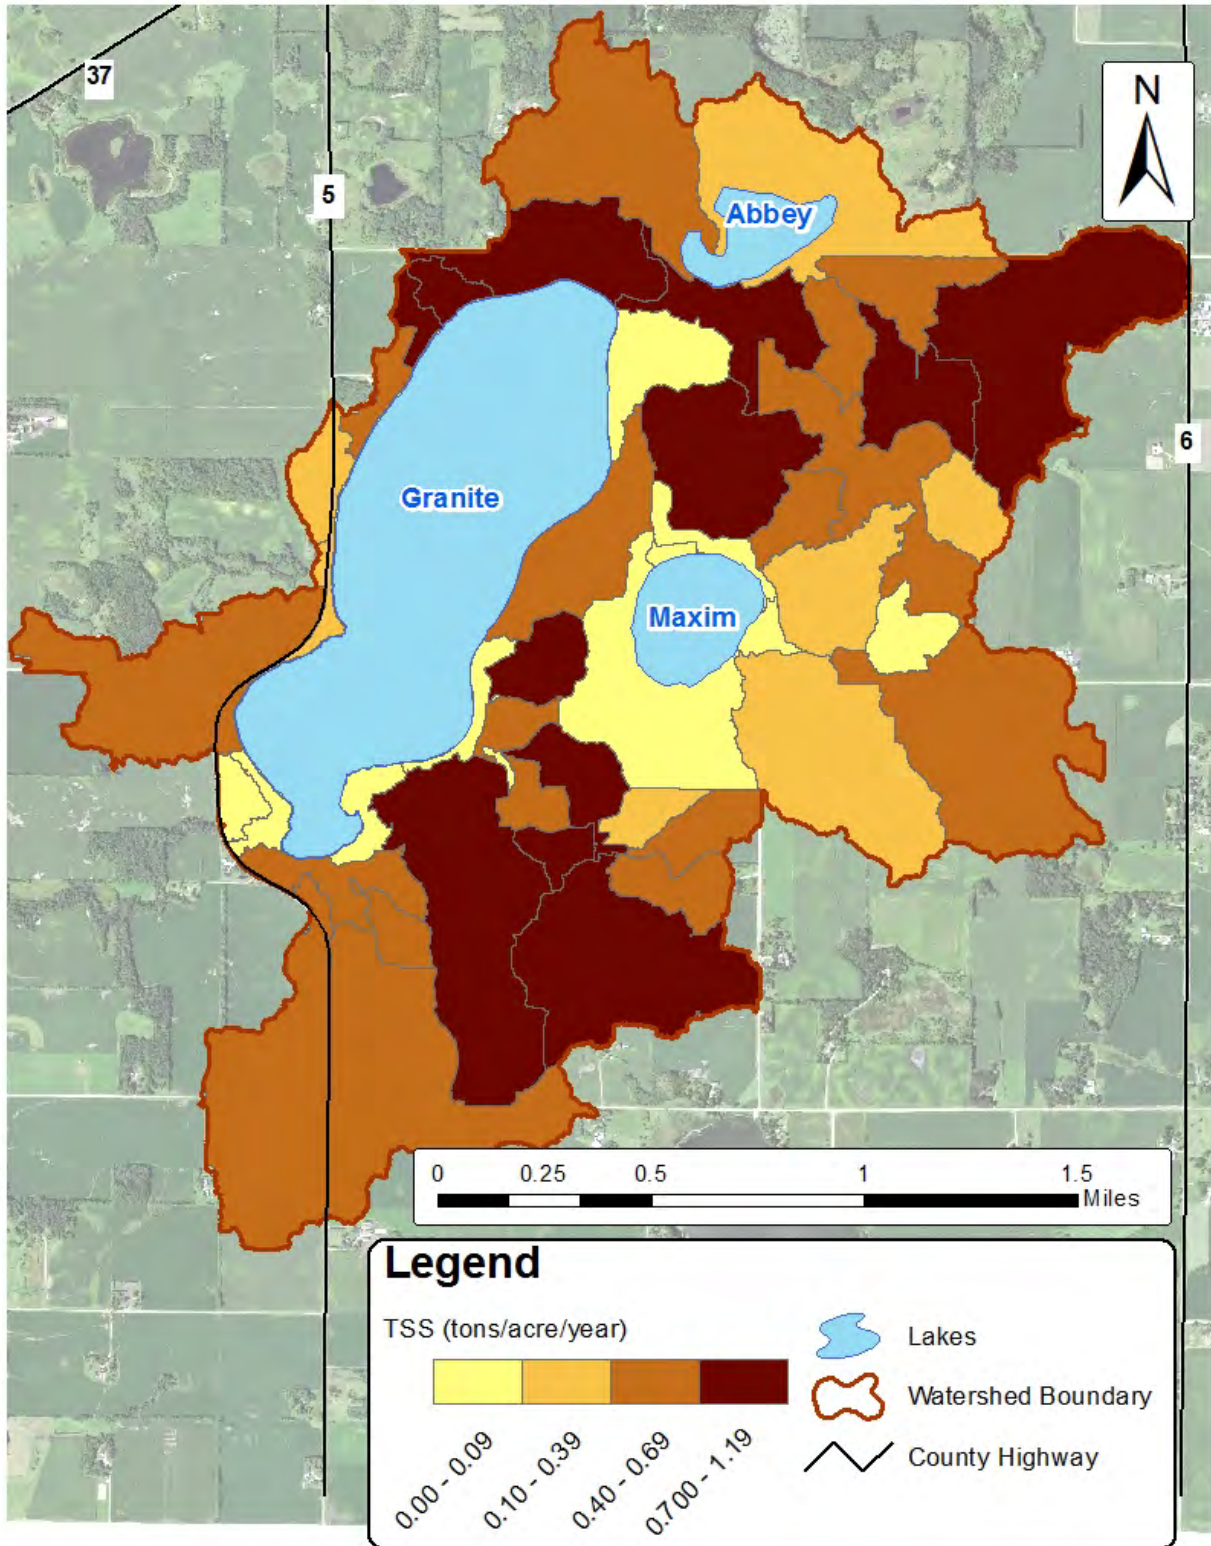 37
N
5
Abbey
6
Granite
Maxim
0 0.25 0.5 1 1.5
Miles
Legend
TSS (tons/acre/year)
Lakes
Watershed Boundary
County Highway
0.00 - 0.09
0.10 - 0.39
0.40 - 0.69
0.700 - 1.19